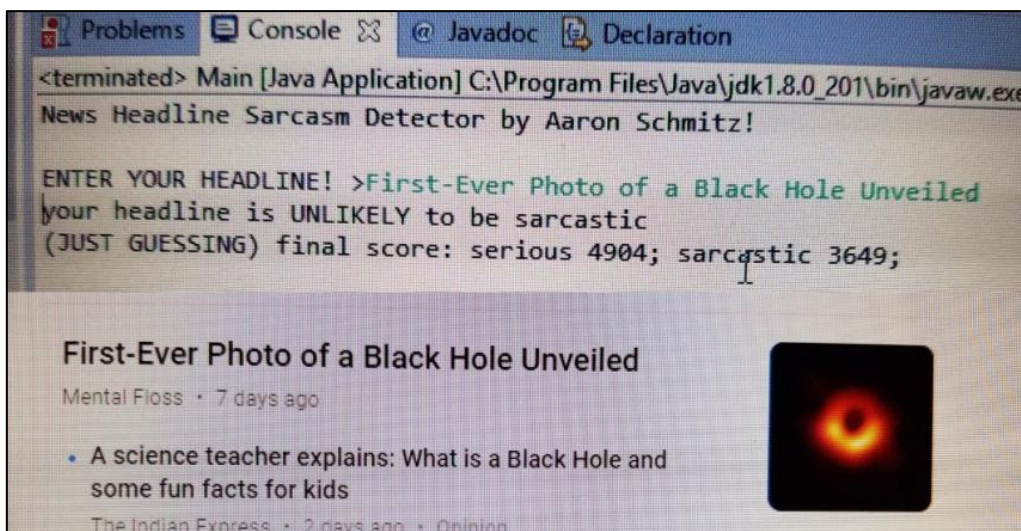 Problems Console @ Javadoc Declaration
<terminated> Main [Java Application] C:\Program Files\Java\jdk1.8.0_201\bin\javaw.exe
News Headline Sarcasm Detector by Aaron Schmitz!
ENTER YOUR HEADLINE! >First-Ever Photo of a Black Hole Unveiled
your headline is UNLIKELY to be sarcastic
(JUST GUESSING) final score: serious 4904; sarcastic 3649;
First-Ever Photo of a Black Hole Unveiled
Mental Floss • 7 days ago
• A science teacher explains: What is a Black Hole and
some fun facts for kids
The Indian Express • 2 days ago • Opinion